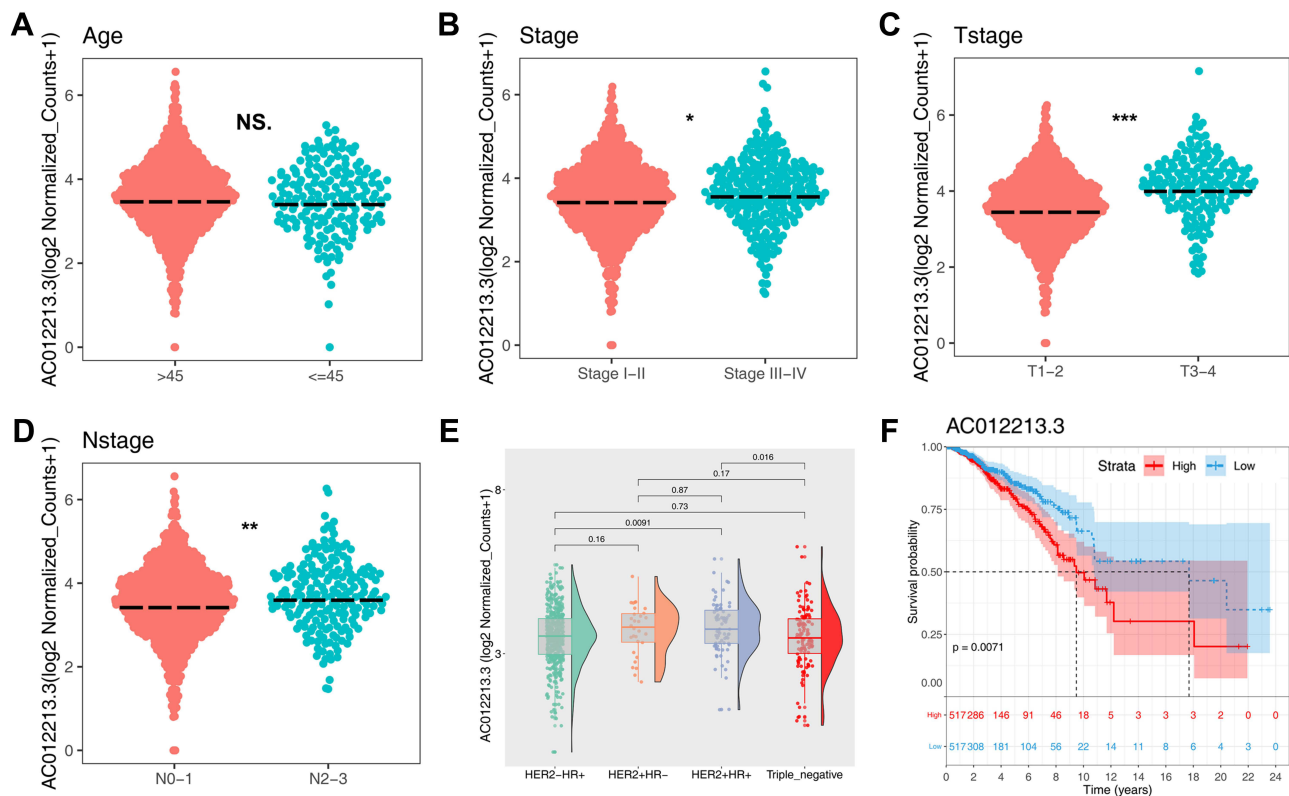 A
Age
AC012213.3(log2 Normalized_Counts+1)
6
4
2
0
NS.
>45
<=45
B
Stage
AC012213.3(log2 Normalized_Counts+1)
6
4
2
0
*
Stage I−II
Stage III−IV
C
Tstage
AC012213.3(log2 Normalized_Counts+1)
6
4
2
0
***
T1−2
T3−4
D
Nstage
AC012213.3(log2 Normalized_Counts+1)
6
4
2
0
**
N0−1
N2−3
E
AC012213.3 (log2 Normalized_Counts+1)
8
3
0.016
0.17
0.87
0.73
0.0091
0.16
HER2−HR+
HER2+HR−
HER2+HR+
Triple_negative
F
AC012213.3
Strata High Low
1.00
0.75
0.50
0.25
0.00
Survival probability
p = 0.0071
High 517 286 146 91 46 18 5 3 3 3 2 0 0
Low 517 308 181 104 56 22 14 11 8 6 4 3 0
0 2 4 6 8 10 12 14 16 18 20 22 24
Time (years)